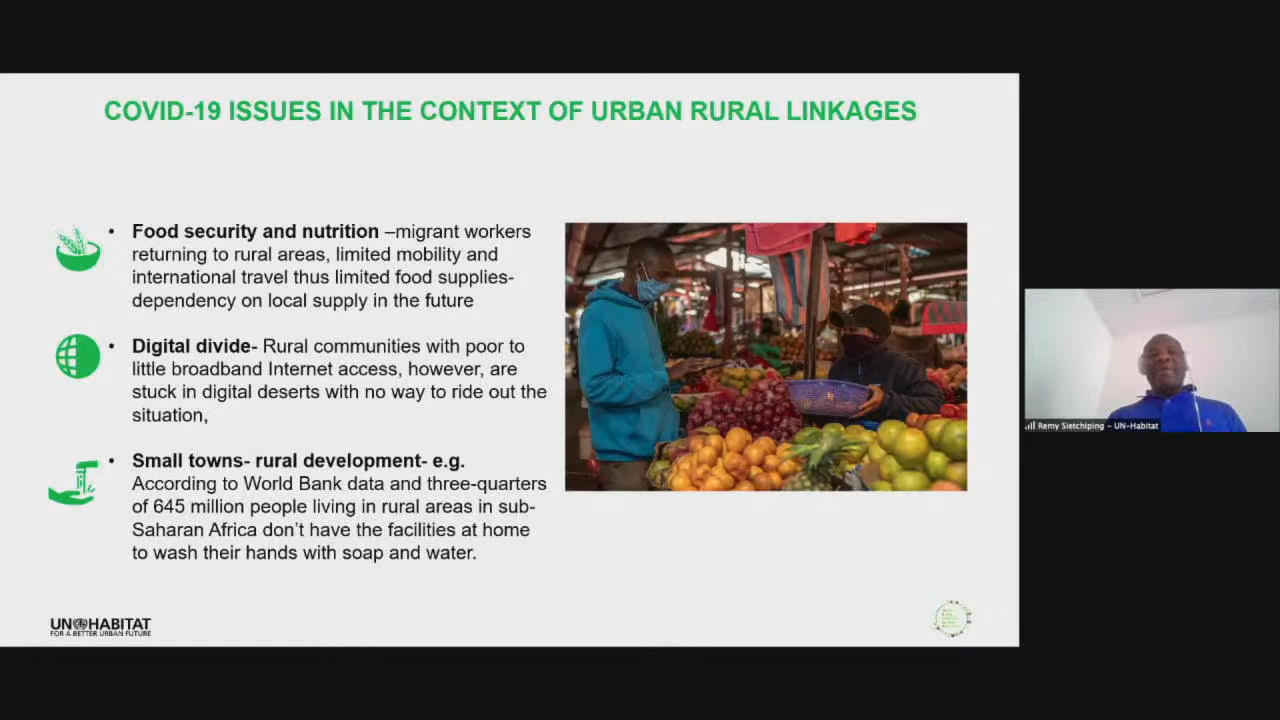 COVID-19 ISSUES IN THE CONTEXT OF URBAN RURAL LINKAGES
• Food security and nutrition –migrant workers
returning to rural areas, limited mobility and
international travel thus limited food supplies-
dependency on local supply in the future
• Digital divide- Rural communities with poor to
little broadband Internet access, however, are
stuck in digital deserts with no way to ride out the
situation,
• Small towns- rural development- e.g.
According to World Bank data and three-quarters
of 645 million people living in rural areas in sub-
Saharan Africa don't have the facilities at home
to wash their hands with soap and water.
UN HABITAT
FOR A BETTER URBAN FUTURE
Remy Sietchiping - UN-Habitat